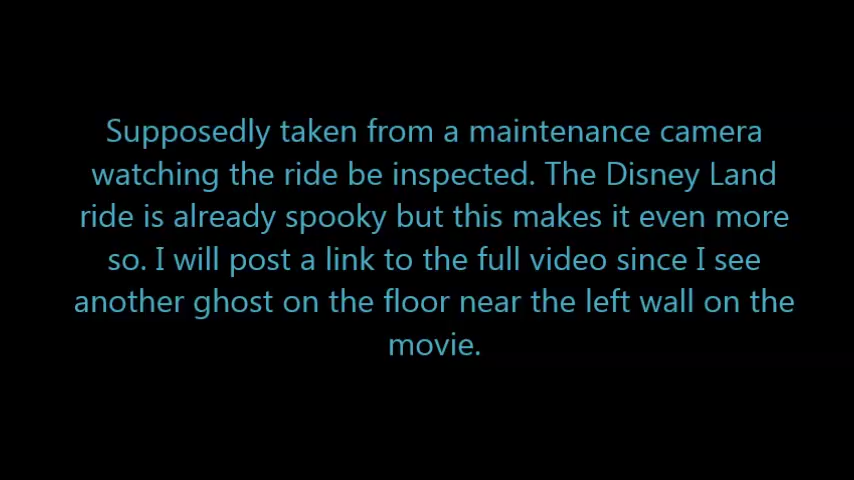 Supposedly taken from a maintenance camera
watching the ride be inspected. The Disney Land
ride is already spooky but this makes it even more
so. I will post a link to the full video since I see
another ghost on the floor near the left wall on the
movie.